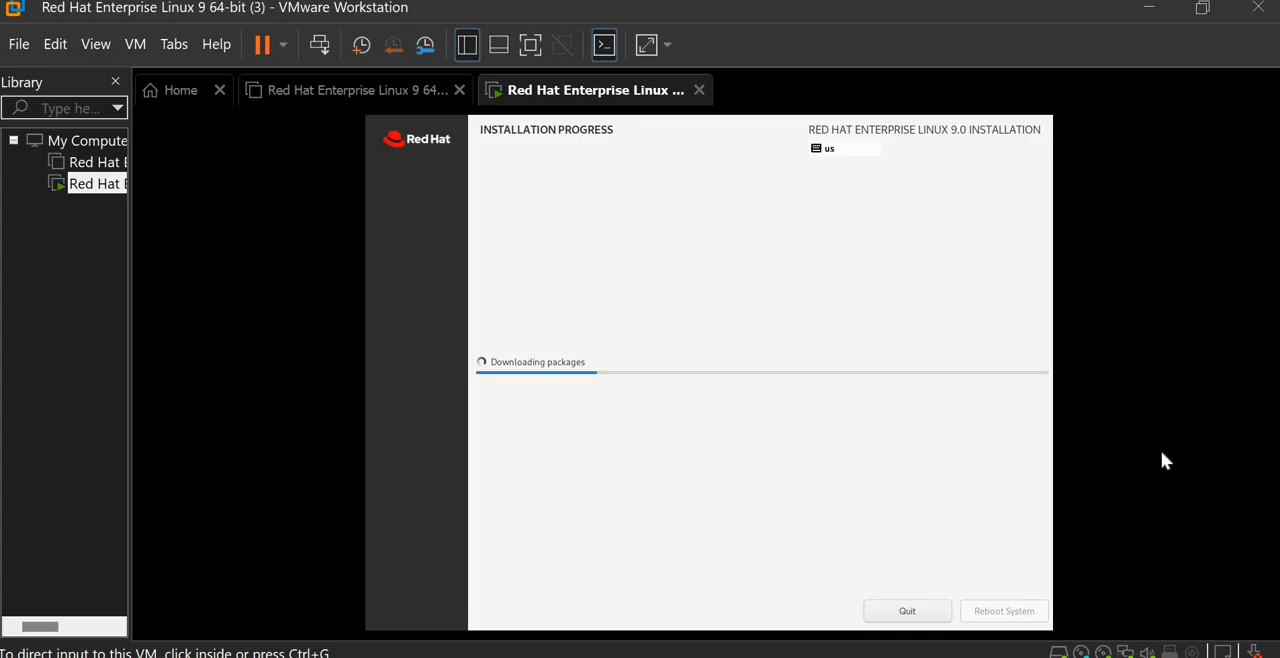 Red Hat Enterprise Linux 9 64-bit (3) - VMware Workstation
File Edit View VM Tabs Help
Library
Type he...
Home
Red Hat Enterprise Linux 9 64...
Red Hat Enterprise Linux ...
My Compute
Red Hat E
Red Hat E
Red Hat
INSTALLATION PROGRESS
RED HAT ENTERPRISE LINUX 9.0 INSTALLATION
us
Downloading packages
Quit
Reboot System
To direct input to this VM, click inside or press Ctrl+G.